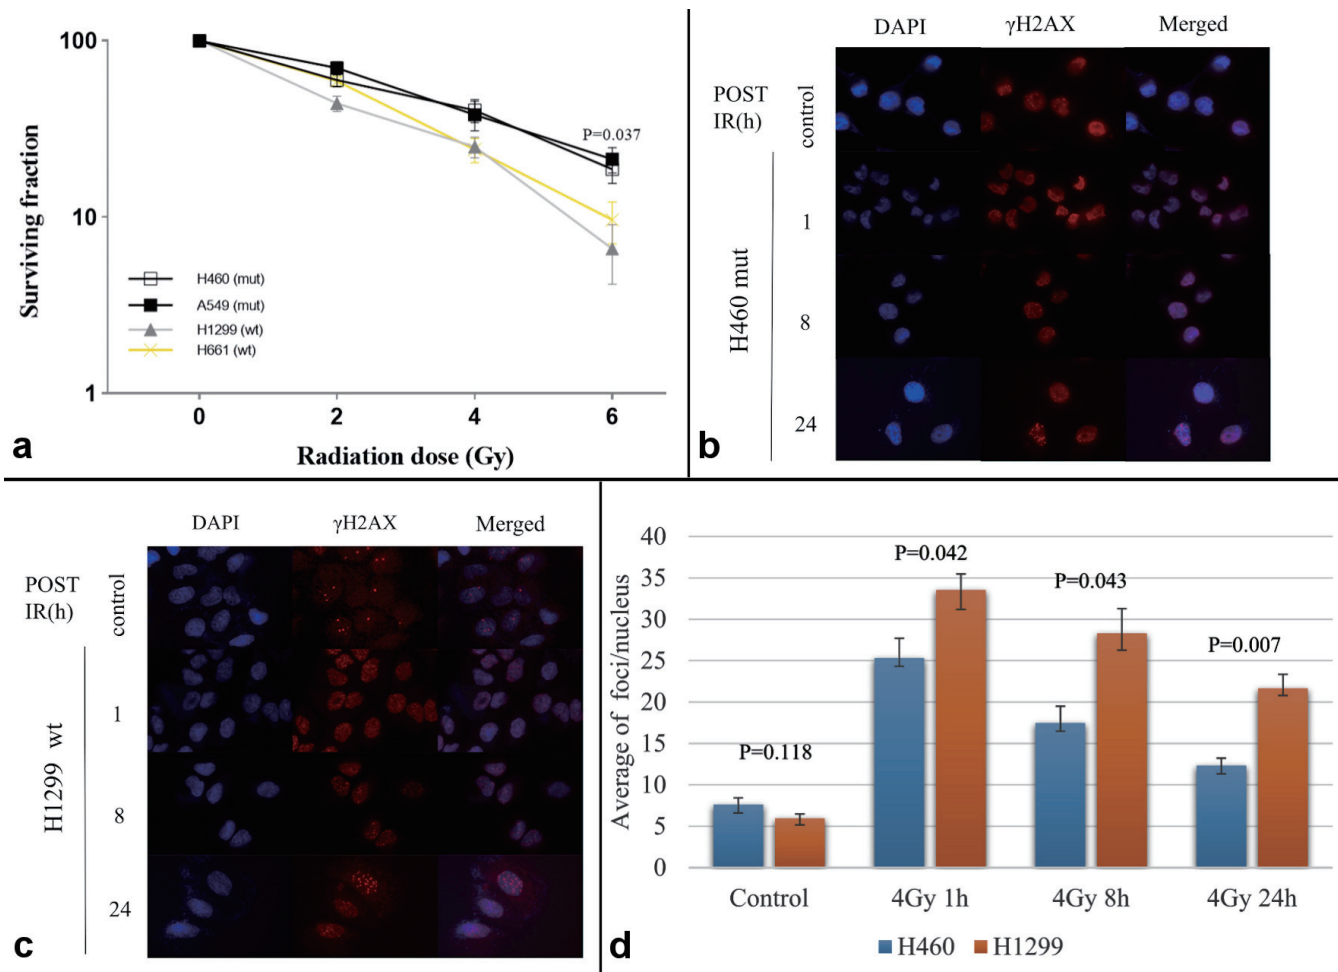 100
10
1
Surviving fraction
P=0.037
H460 (mut)
A549 (mut)
H1299 (wt)
H661 (wt)
0 2 4 6
Radiation dose (Gy)
a
DAPI γH2AX Merged
POST
IR(h)
control
1
8
24
H460 mut
b
DAPI γH2AX Merged
POST
IR(h)
control
1
8
24
H1299 wt
c
40
35
30
25
20
15
10
5
0
Average of foci/nucleus
P=0.118
P=0.042
P=0.043
P=0.007
Control 4Gy 1h 4Gy 8h 4Gy 24h
H460 H1299
d